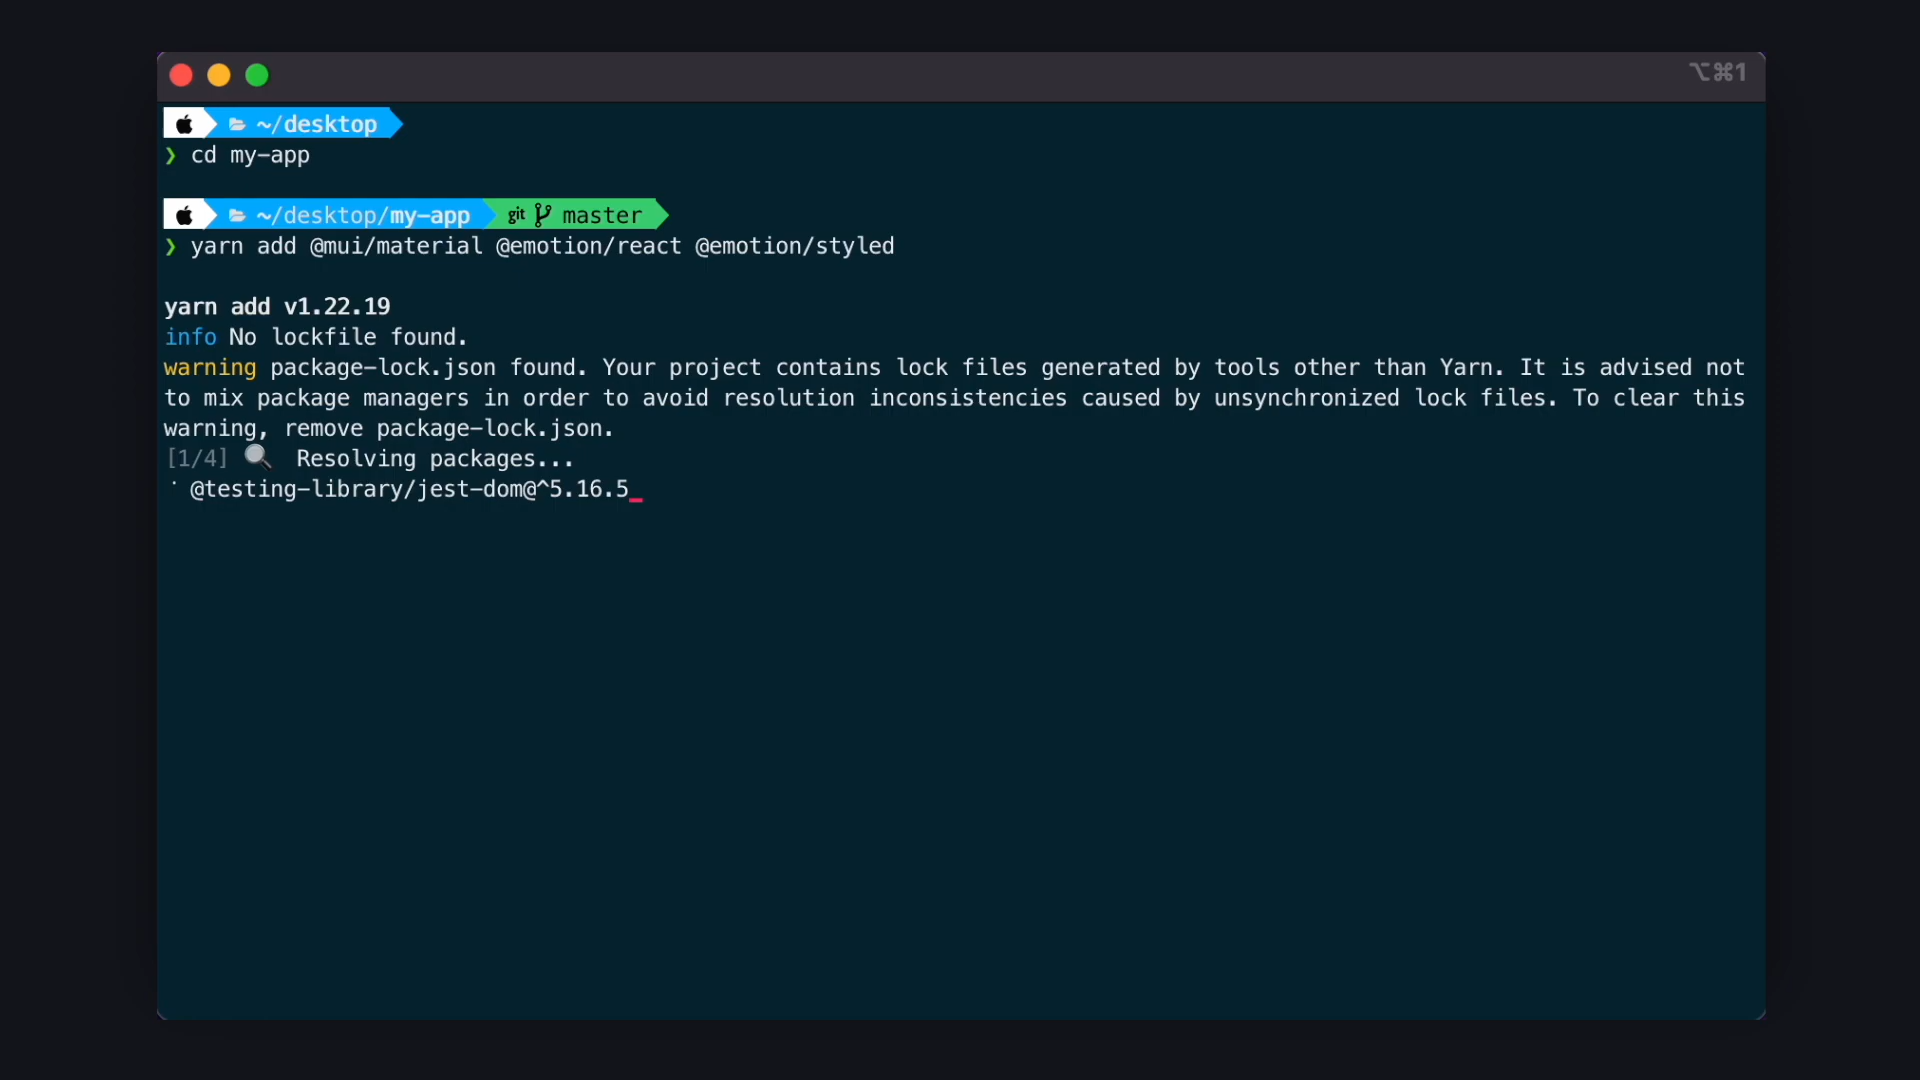 ⌥⌘1
~/desktop
❯ cd my-app
~/desktop/my-app git master
❯ yarn add @mui/material @emotion/react @emotion/styled
yarn add v1.22.19
info No lockfile found.
warning package-lock.json found. Your project contains lock files generated by tools other than Yarn. It is advised not
to mix package managers in order to avoid resolution inconsistencies caused by unsynchronized lock files. To clear this
warning, remove package-lock.json.
[1/4] 🔍 Resolving packages...
⠁ @testing-library/jest-dom@^5.16.5_